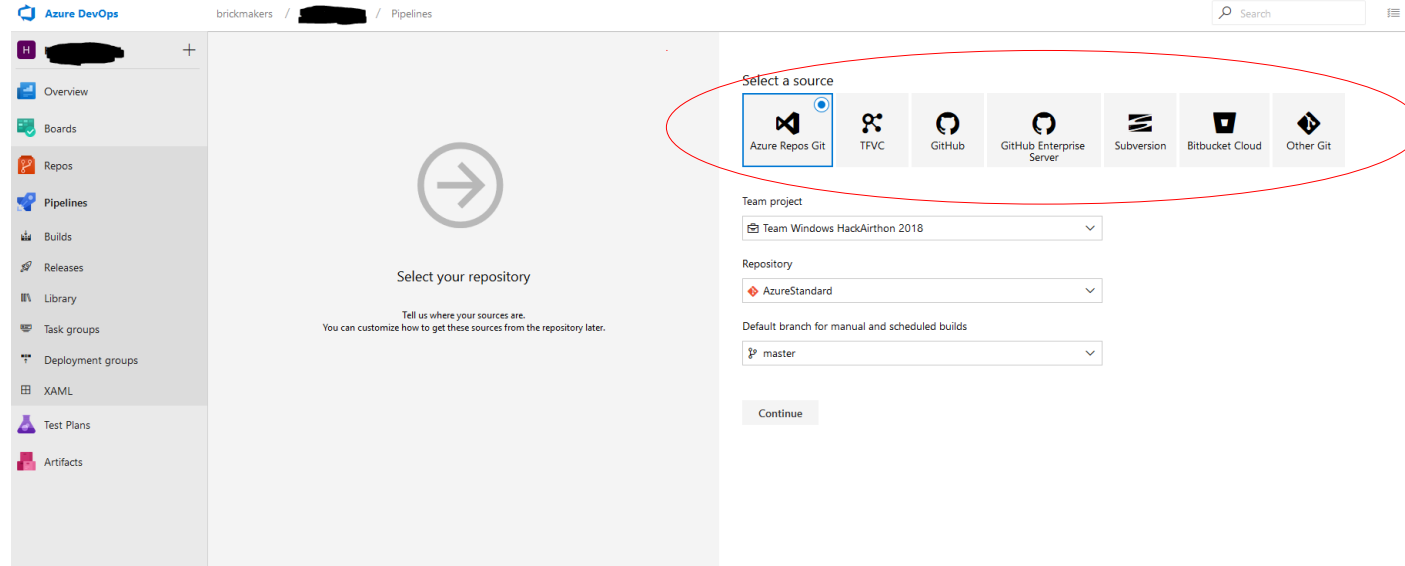 Azure DevOps
brickmakers / / Pipelines
Search
H
Overview
Boards
Repos
Pipelines
Builds
Releases
Library
Task groups
Deployment groups
XAML
Test Plans
Artifacts
Select your repository
Tell us where your sources are.
You can customize how to get these sources from the repository later.
Select a source
Azure Repos Git
TFVC
GitHub
GitHub Enterprise
Server
Subversion
Bitbucket Cloud
Other Git
Team project
Team Windows HackAirthon 2018
Repository
AzureStandard
Default branch for manual and scheduled builds
master
Continue